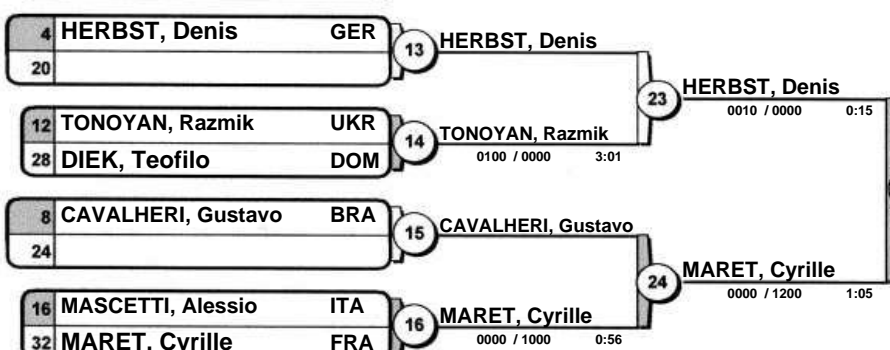 4 HERBST, Denis GER
20
13
HERBST, Denis
12 TONOYAN, Razmik UKR
28 DIEK, Teofilo DOM
14
TONOYAN, Razmik
0100 / 0000 3:01
23
HERBST, Denis
0010 / 0000 0:15
8 CAVALHERI, Gustavo BRA
24
15
CAVALHERI, Gustavo
16 MASCETTI, Alessio ITA
32 MARET, Cyrille FRA
16
MARET, Cyrille
0000 / 1000 0:56
24
MARET, Cyrille
0000 / 1200 1:05